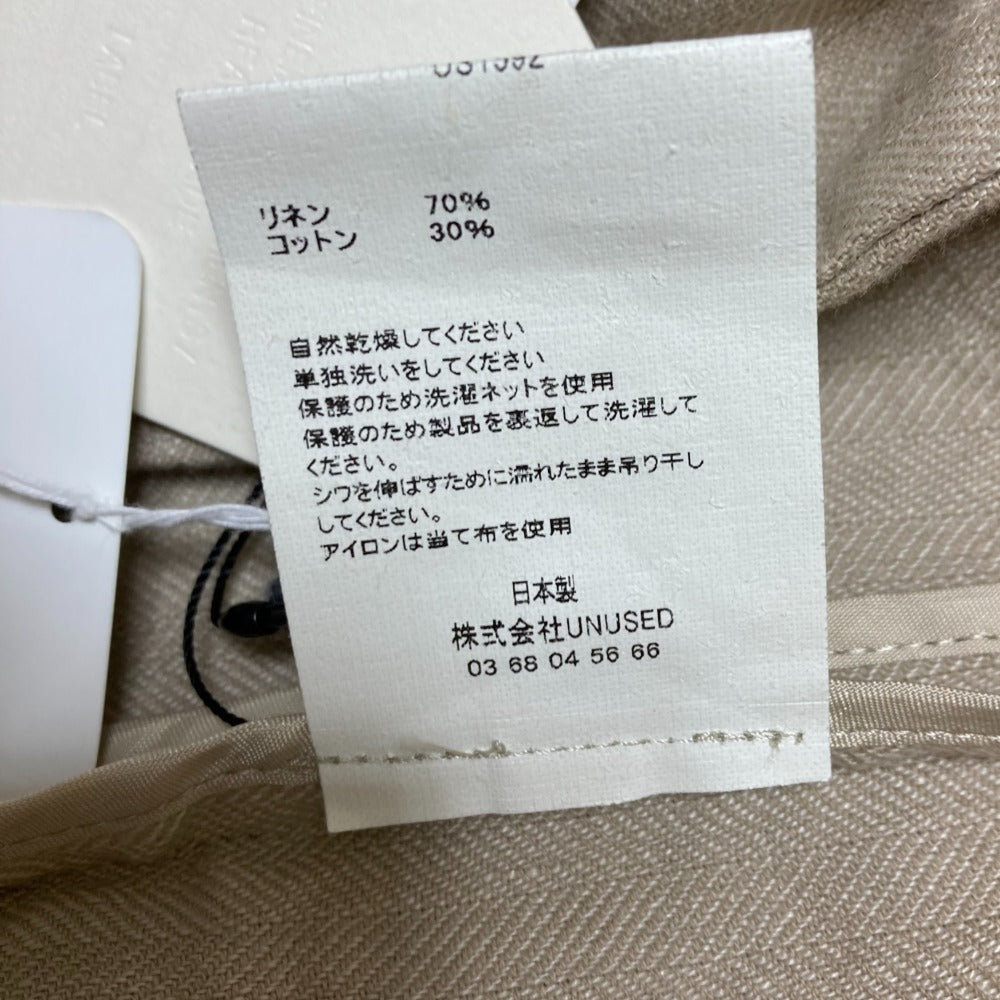 US1992
リネン 70%
コットン 30%
自然乾燥してください
単独洗いをしてください
保護のため洗濯ネットを使用
保護のため製品を裏返して洗濯して
ください。
シワを伸ばすために濡れたまま吊り干し
してください。
アイロンは当て布を使用
日本製
株式会社UNUSED
03 68 04 56 66